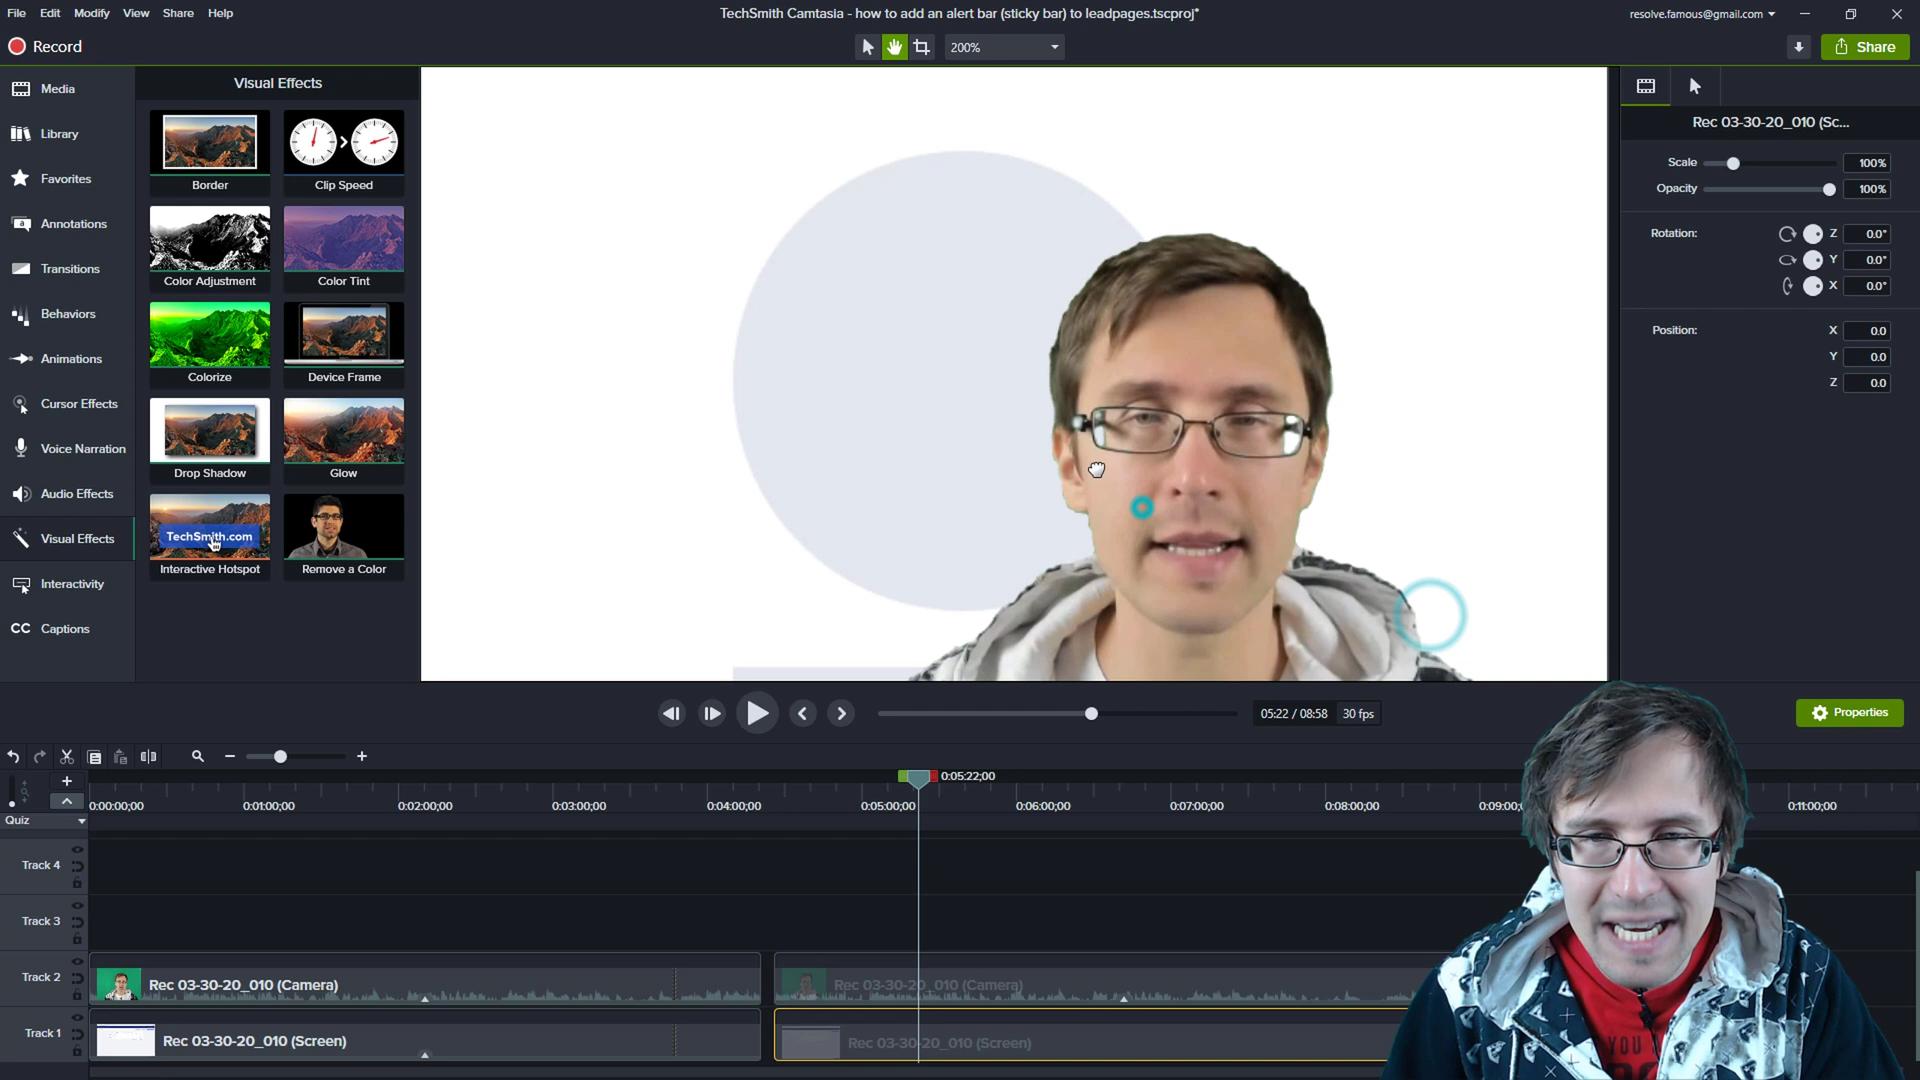 File Edit Modify View Share Help
TechSmith Camtasia - how to add an alert bar (sticky bar) to leadpages.tscproj*
resolve.famous@gmail.com
Record
200%
Share
Media
Library
Favorites
Annotations
Transitions
Behaviors
Animations
Cursor Effects
Voice Narration
Audio Effects
Visual Effects
Interactivity
CC Captions
Visual Effects
Border Clip Speed
Color Adjustment Color Tint
Colorize Device Frame
Drop Shadow Glow
TechSmith.com
Interactive Hotspot Remove a Color
Rec 03-30-20_010 (Sc...
Scale 100%
Opacity 100%
Rotation: Z 0.0°
Y 0.0°
X 0.0°
Position: X 0.0
Y 0.0
Z 0.0
05:22 / 08:58 30 fps
Properties
0:05:22;00
0:00:00;00 0:01:00;00 0:02:00;00 0:03:00;00 0:04:00;00 0:05:00;00 0:06:00;00 0:07:00;00 0:08:00;00 0:09:00; 0:11:00;00
Quiz
Track 4
Track 3
Track 2
Rec 03-30-20_010 (Camera)
Rec 03-30-20_010 (Camera)
Track 1
Rec 03-30-20_010 (Screen)
Rec 03-30-20_010 (Screen)
YOU